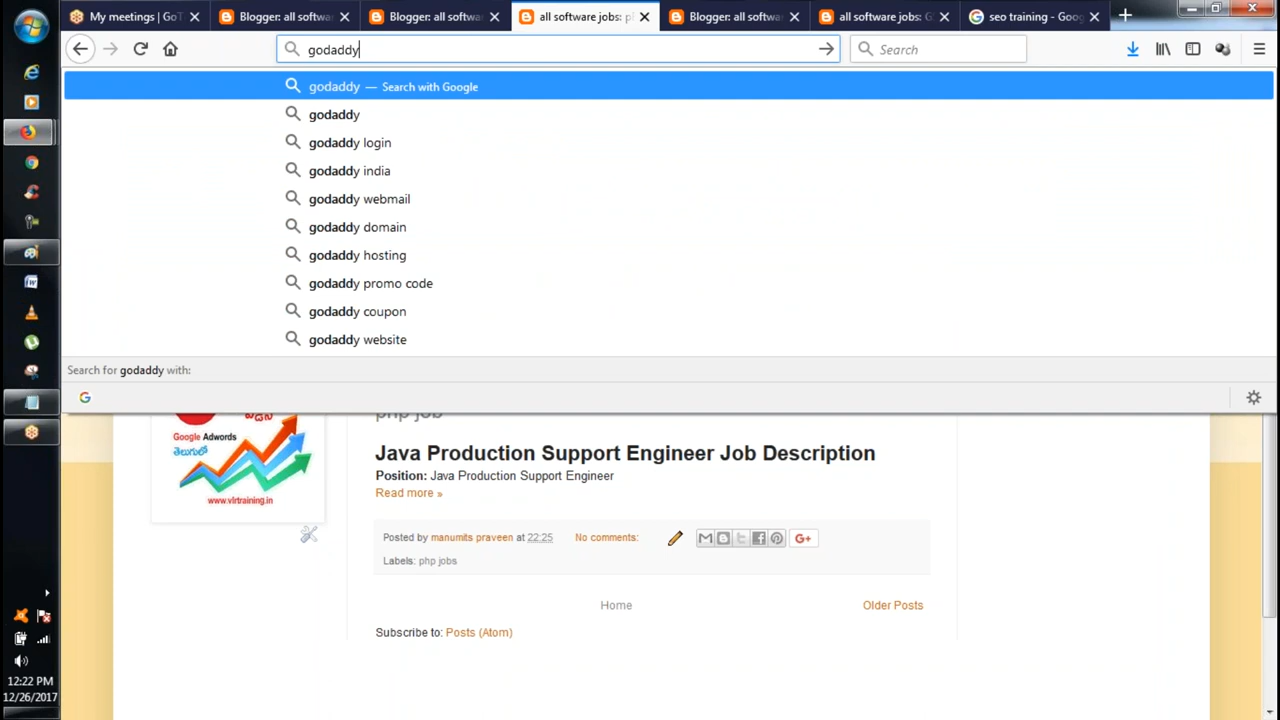 My meetings | GoT
Blogger: all softwa
Blogger: all softwa
all software jobs: p
Blogger: all softwa
all software jobs: G
seo training - Goog
godaddy
Search
godaddy — Search with Google
godaddy
godaddy login
godaddy india
godaddy webmail
godaddy domain
godaddy hosting
godaddy promo code
godaddy coupon
godaddy website
Search for godaddy with:
php job
Google Adwords
తెలుగులో
www.vlrtraining.in
Java Production Support Engineer Job Description
Position: Java Production Support Engineer
Read more »
Posted by manumits praveen at 22:25 No comments:
G+
Labels: php jobs
Home
Older Posts
Subscribe to: Posts (Atom)
12:22 PM
12/26/2017